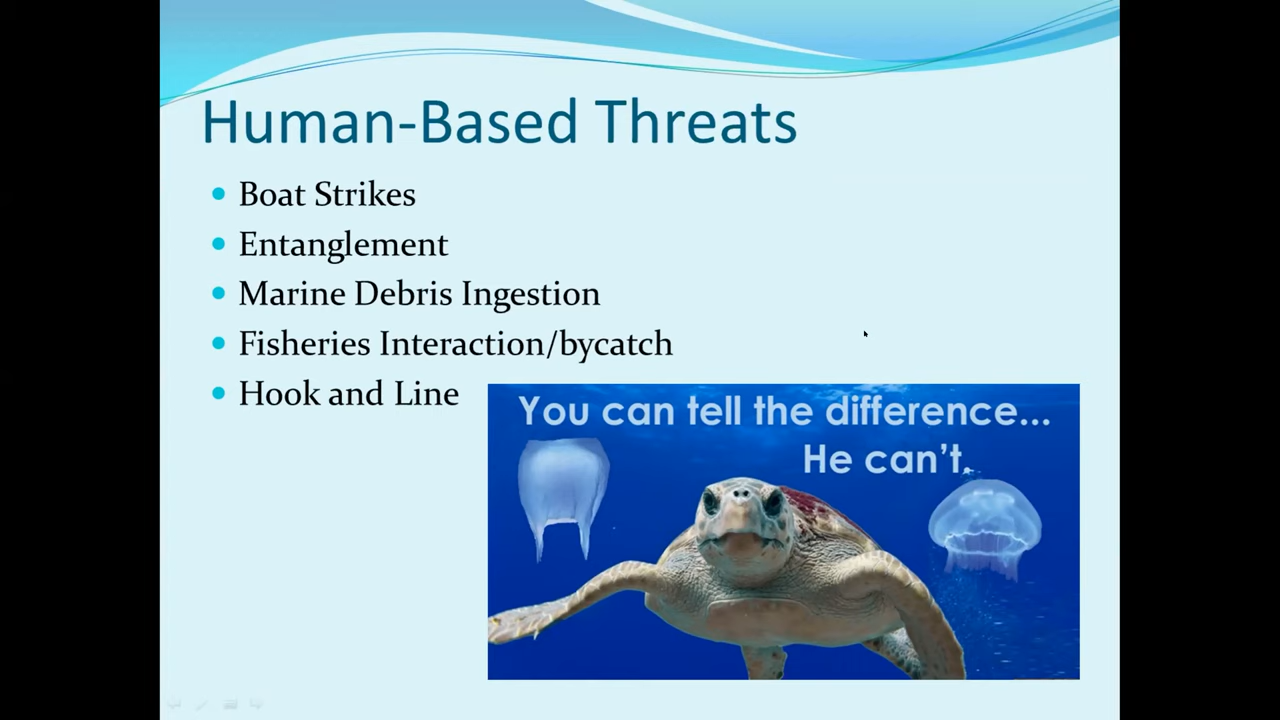 Human-Based Threats
Boat Strikes
Entanglement
Marine Debris Ingestion
Fisheries Interaction/bycatch
Hook and Line
You can tell the difference...
He can't.